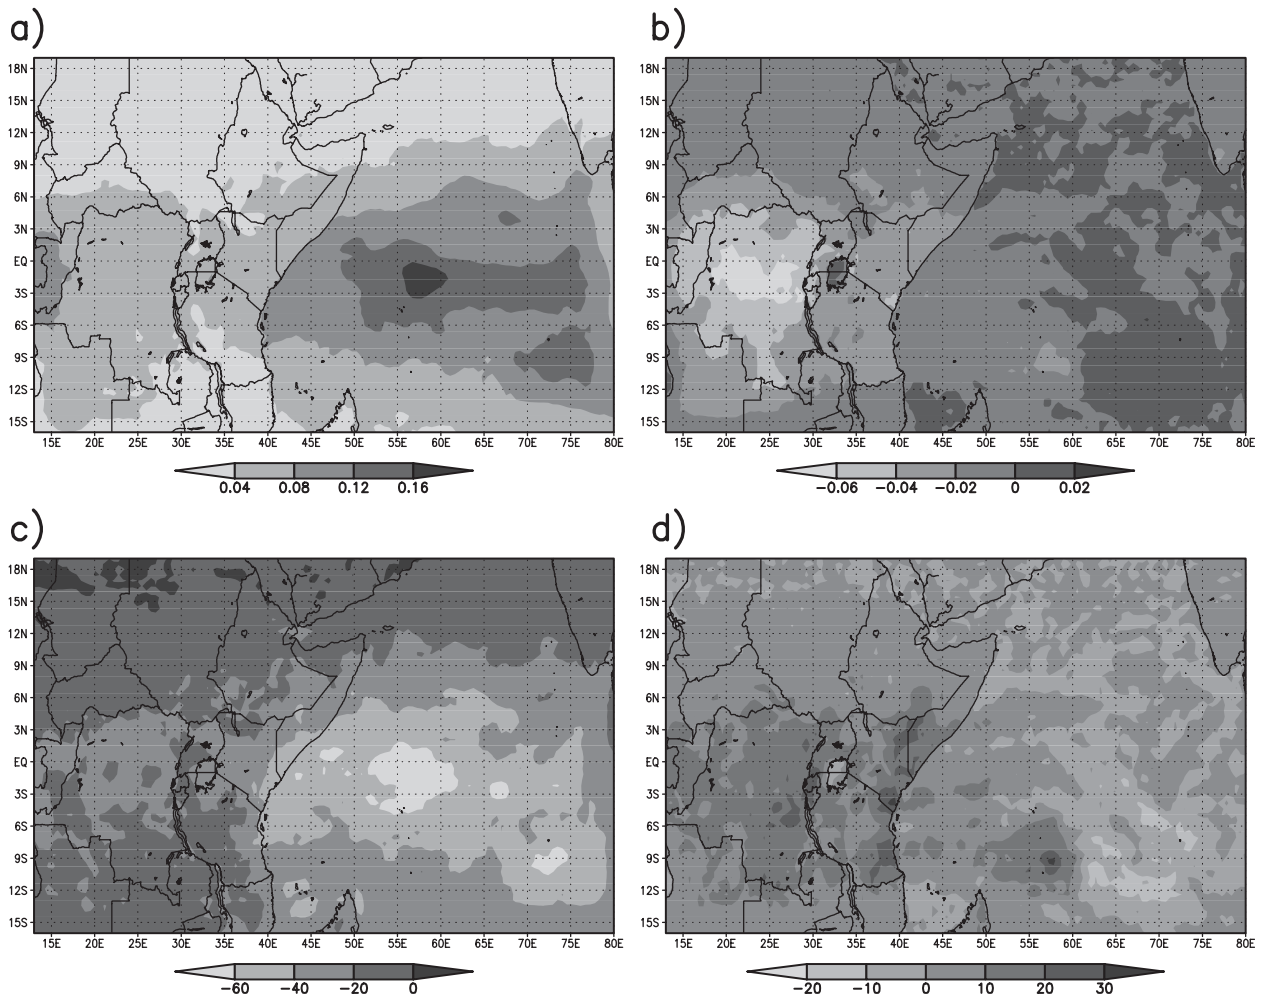 a) b)
18N 18N
15N 15N
12N 12N
9N 9N
6N 6N
3N 3N
EQ EQ
3S 3S
6S 6S
9S 9S
12S 12S
15S 15S
15E 20E 25E 30E 35E 40E 45E 50E 55E 60E 65E 70E 75E 80E 15E 20E 25E 30E 35E 40E 45E 50E 55E 60E 65E 70E 75E 80E
0.04 0.08 0.12 0.16 -0.06 -0.04 -0.02 0 0.02
c) d)
18N 18N
15N 15N
12N 12N
9N 9N
6N 6N
3N 3N
EQ EQ
3S 3S
6S 6S
9S 9S
12S 12S
15S 15S
15E 20E 25E 30E 35E 40E 45E 50E 55E 60E 65E 70E 75E 80E 15E 20E 25E 30E 35E 40E 45E 50E 55E 60E 65E 70E 75E 80E
-60 -40 -20 0 -20 -10 0 10 20 30